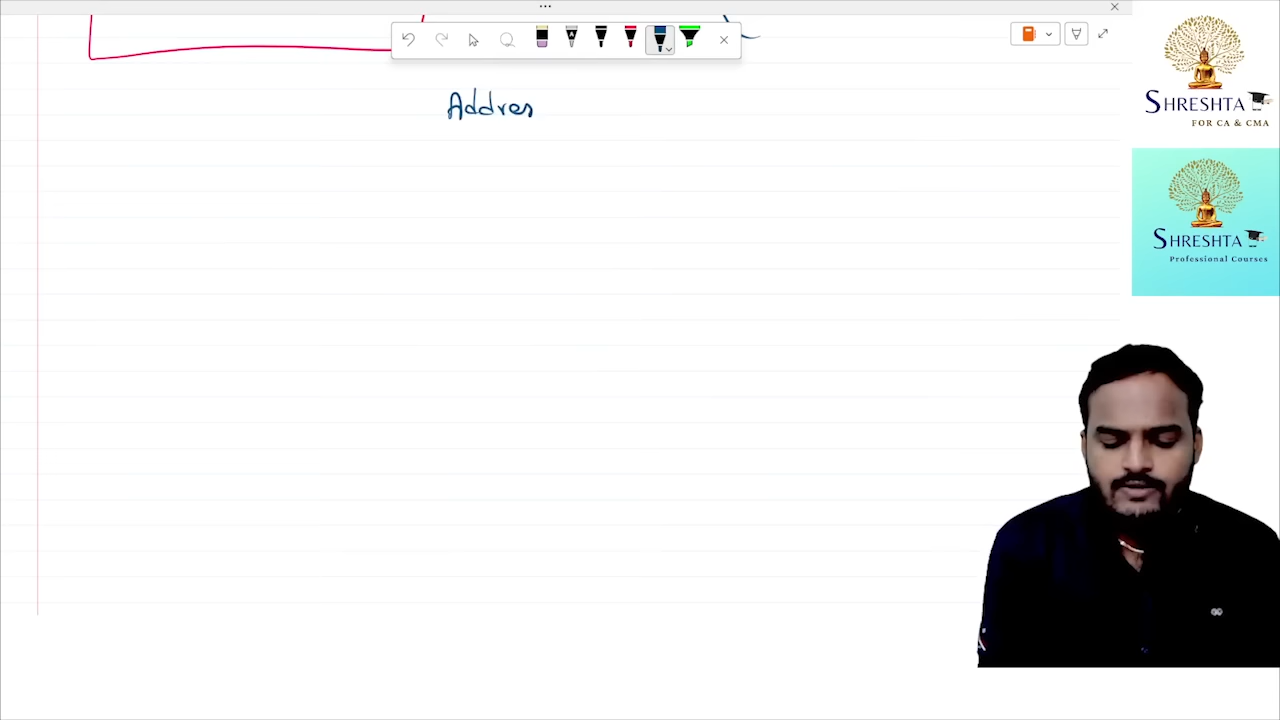 Addres
SHRESHTA
FOR CA & CMA
SHRESHTA
Professional Courses